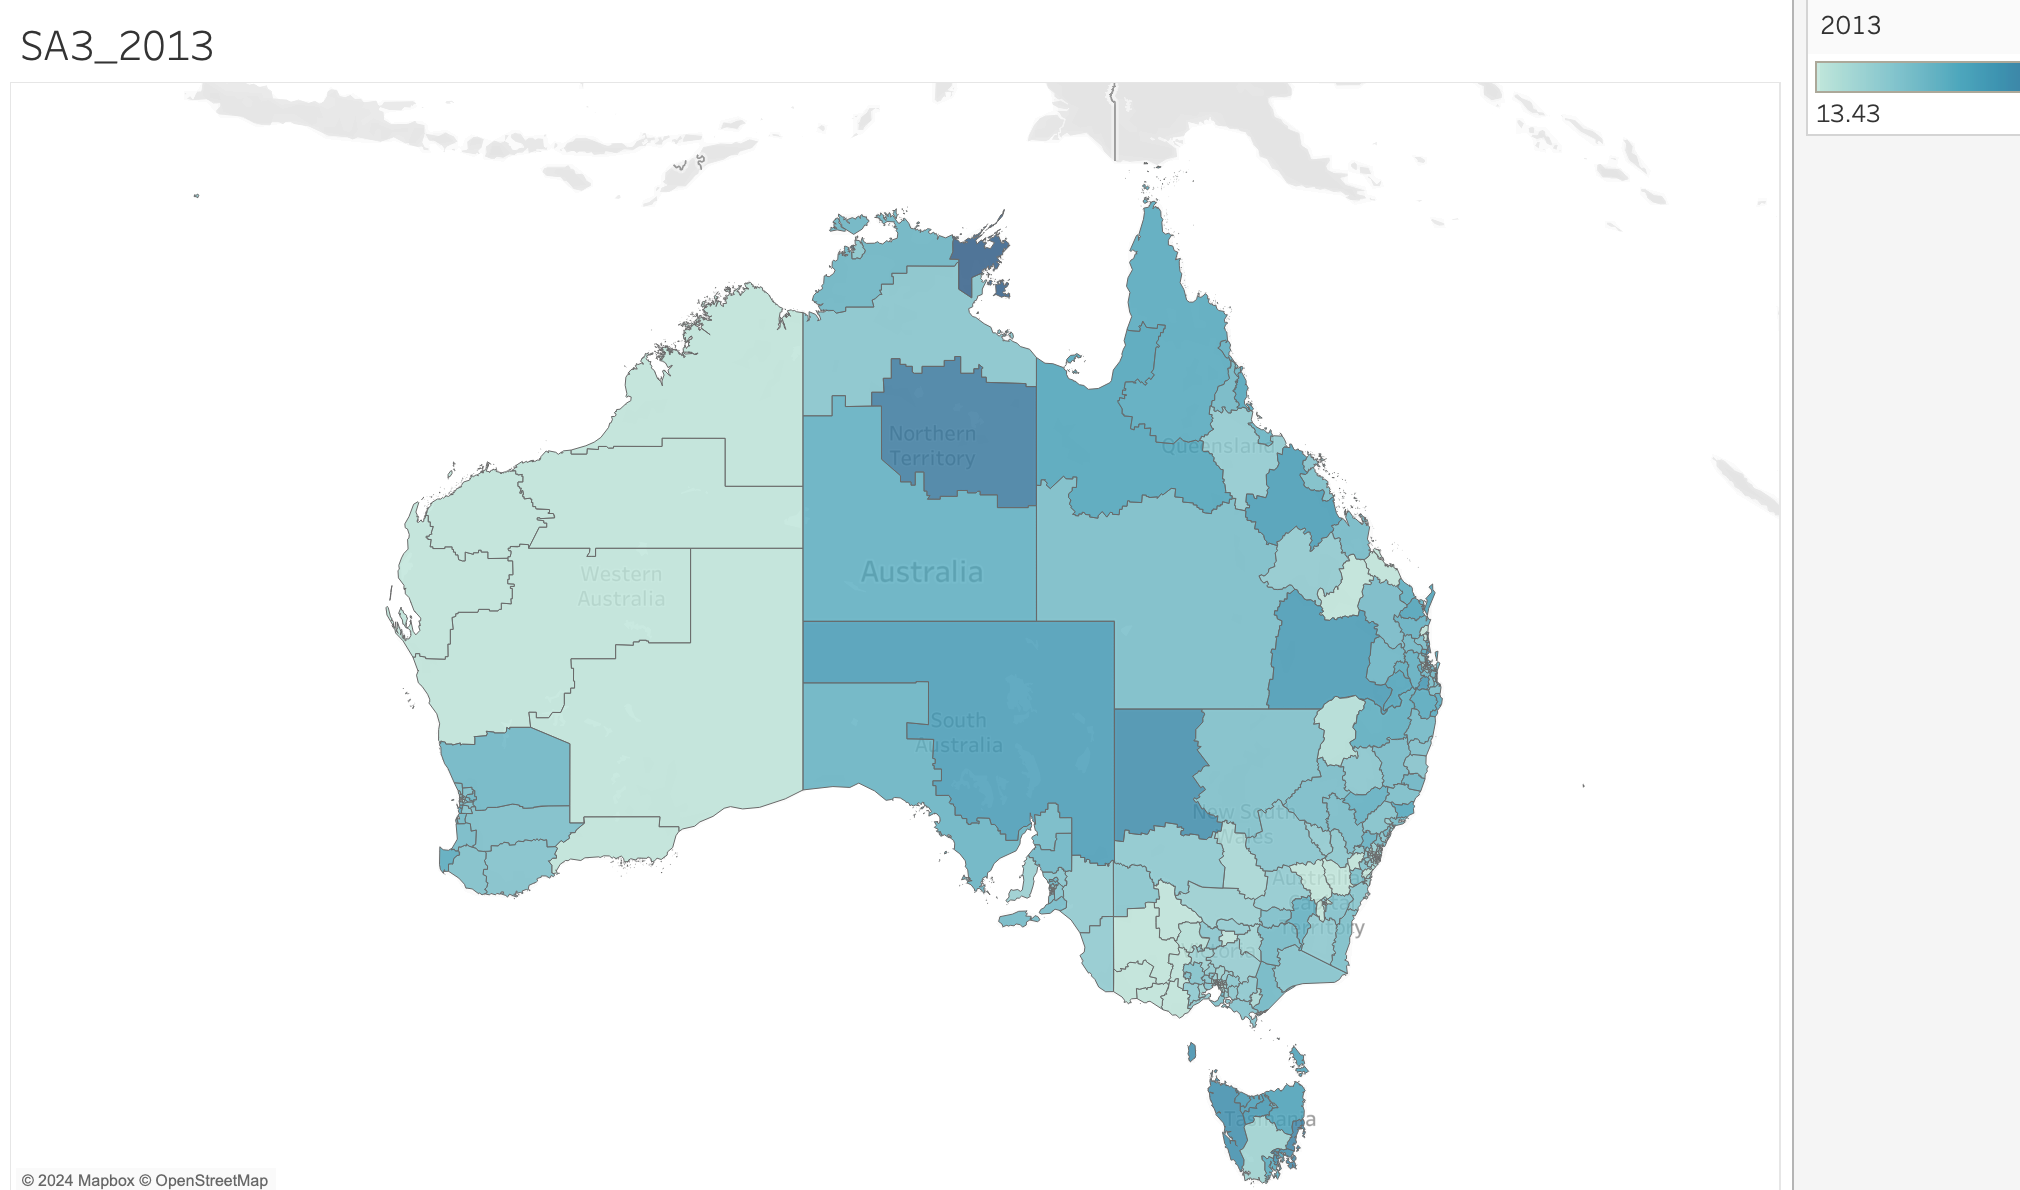 SA3_2013
2013
13.43
Northern
Territory
Queensland
Australia
Western
Australia
South
Australia
New South
Wales
Australian
Capital
Territory
Victoria
Tasmania
© 2024 Mapbox © OpenStreetMap